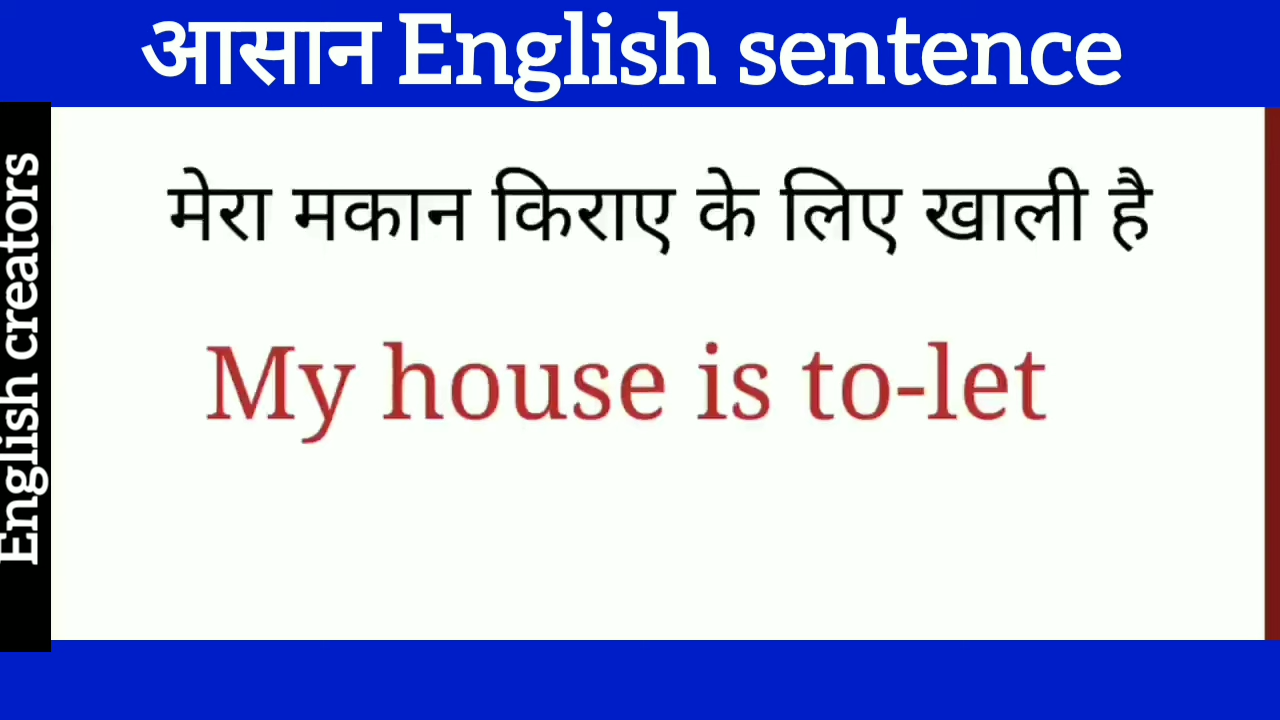 आसान English sentence
English creators
मेरा मकान किराए के लिए खाली है
My house is to-let